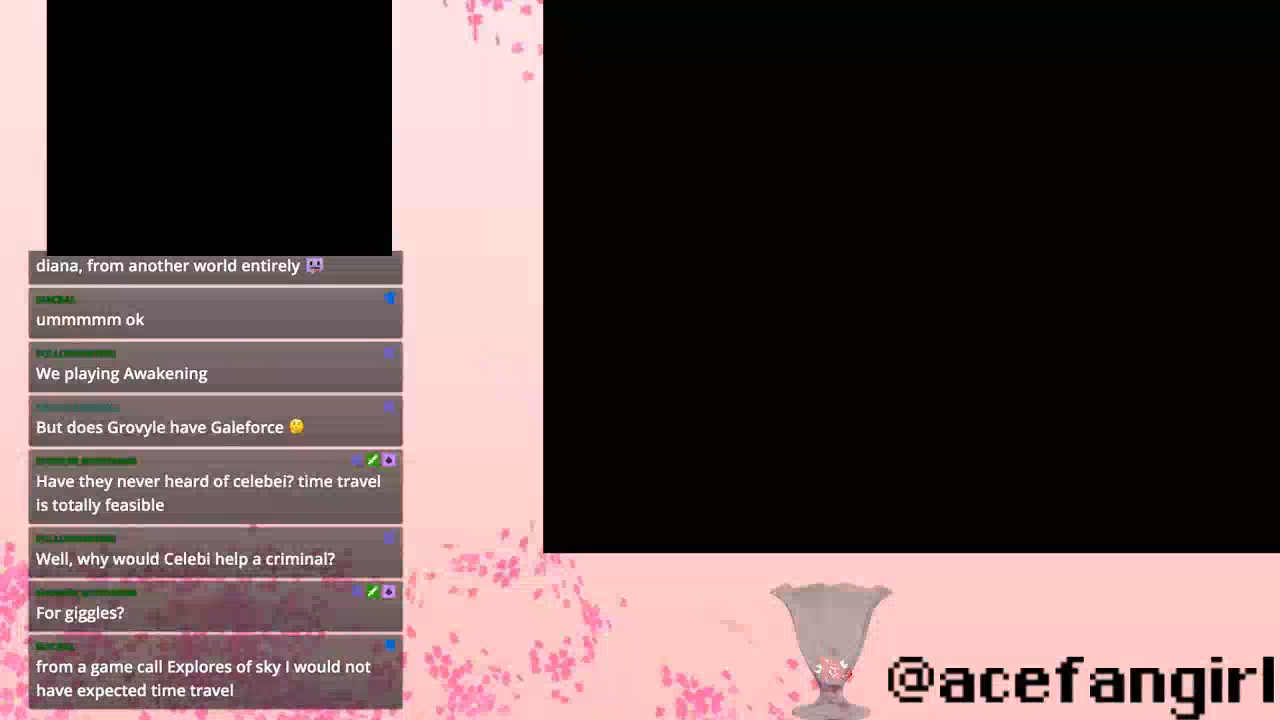 diana, from another world entirely
ummmmm ok
We playing Awakening
But does Grovyle have Galeforce 🤔
Have they never heard of celebei? time travel
is totally feasible
Well, why would Celebi help a criminal?
For giggles?
from a game call Explores of sky I would not
have expected time travel
@acefangirl